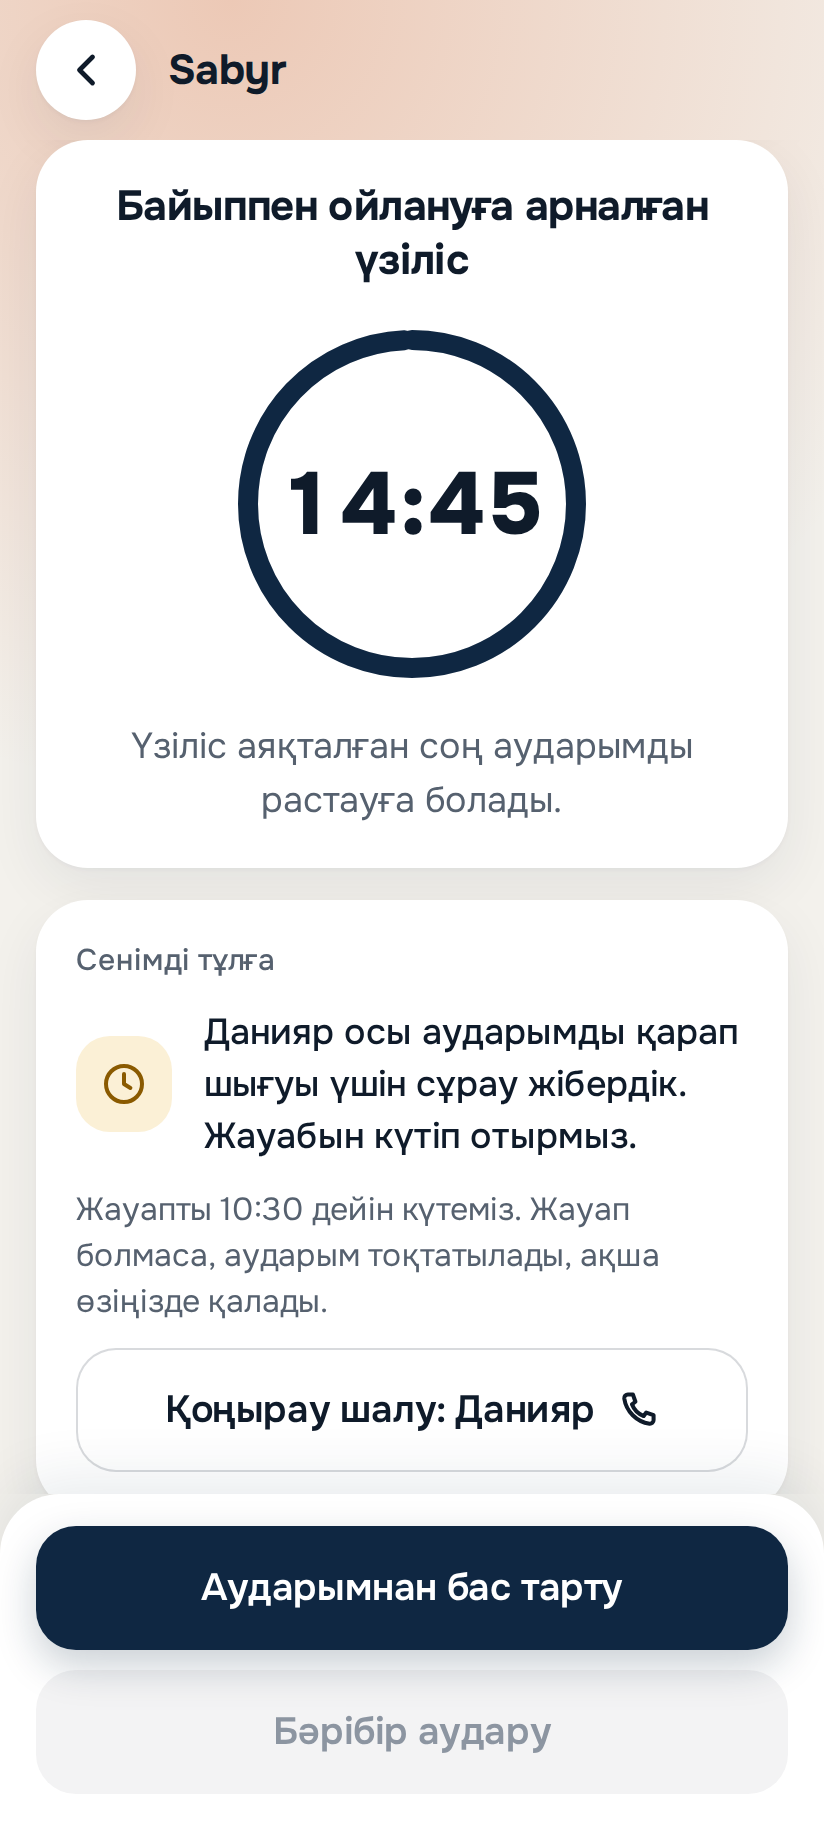 Sabyr
Байыппен ойлануға арналған
үзіліс
14:45
Үзіліс аяқталған соң аударымды
растауға болады.
Сенімді тұлға
Данияр осы аударымды қарап
шығуы үшін сұрау жібердік.
Жауабын күтіп отырмыз.
Жауапты 10:30 дейін күтеміз. Жауап
болмаса, аударым тоқтатылады, ақша
өзіңізде қалады.
Қоңырау шалу: Данияр
Аударымнан бас тарту
Бәрібір аудару